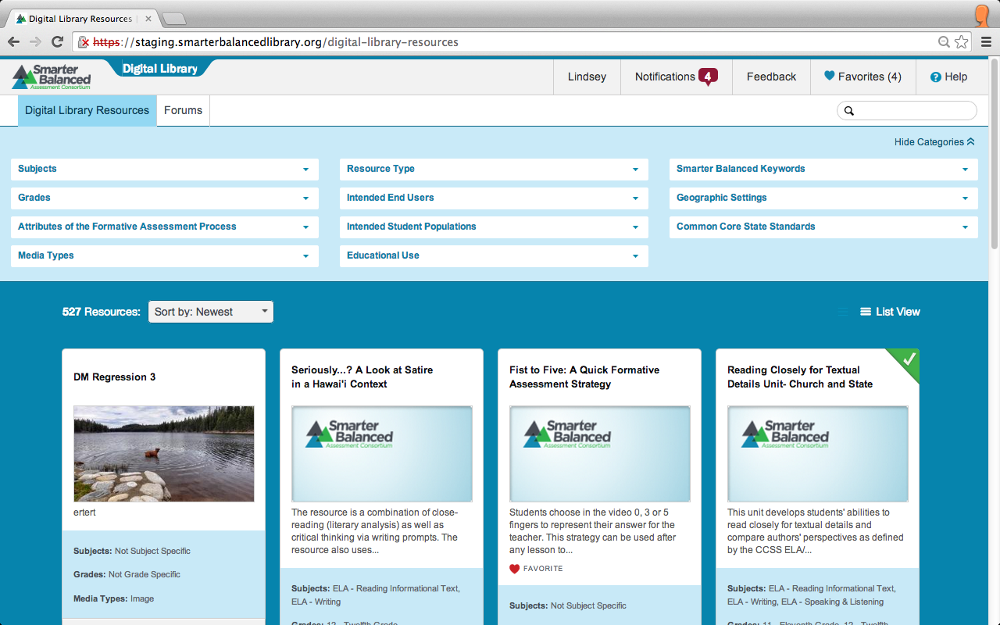 Digital Library Resources
https://staging.smarterbalancedlibrary.org/digital-library-resources
Smarter
Balanced
Assessment Consortium
Digital Library
Lindsey
Notifications 4
Feedback
Favorites (4)
Help
Digital Library Resources
Forums
Hide Categories
Subjects
Resource Type
Smarter Balanced Keywords
Grades
Intended End Users
Geographic Settings
Attributes of the Formative Assessment Process
Intended Student Populations
Common Core State Standards
Media Types
Educational Use
527 Resources:
Sort by: Newest
List View
DM Regression 3
ertert
Subjects: Not Subject Specific
Grades: Not Grade Specific
Media Types: Image
Seriously...? A Look at Satire
in a Hawai'i Context
Smarter
Balanced
Assessment Consortium
The resource is a combination of close-
reading (literary analysis) as well as
critical thinking via writing prompts. The
resource also uses...
Subjects: ELA - Reading Informational Text,
ELA - Writing
Grades: 12 - Twelfth Grade
Fist to Five: A Quick Formative
Assessment Strategy
Smarter
Balanced
Assessment Consortium
Students choose in the video 0, 3 or 5
fingers to represent their answer for the
teacher. This strategy can be used after
any lesson to...
FAVORITE
Subjects: Not Subject Specific
Reading Closely for Textual
Details Unit- Church and State
Smarter
Balanced
Assessment Consortium
This unit develops students' abilities to
read closely for textual details and
compare authors' perspectives as defined
by the CCSS ELA/...
Subjects: ELA - Reading Informational Text,
ELA - Writing, ELA - Speaking & Listening
Grades: 11 - Eleventh Grade, 12 - Twelfth